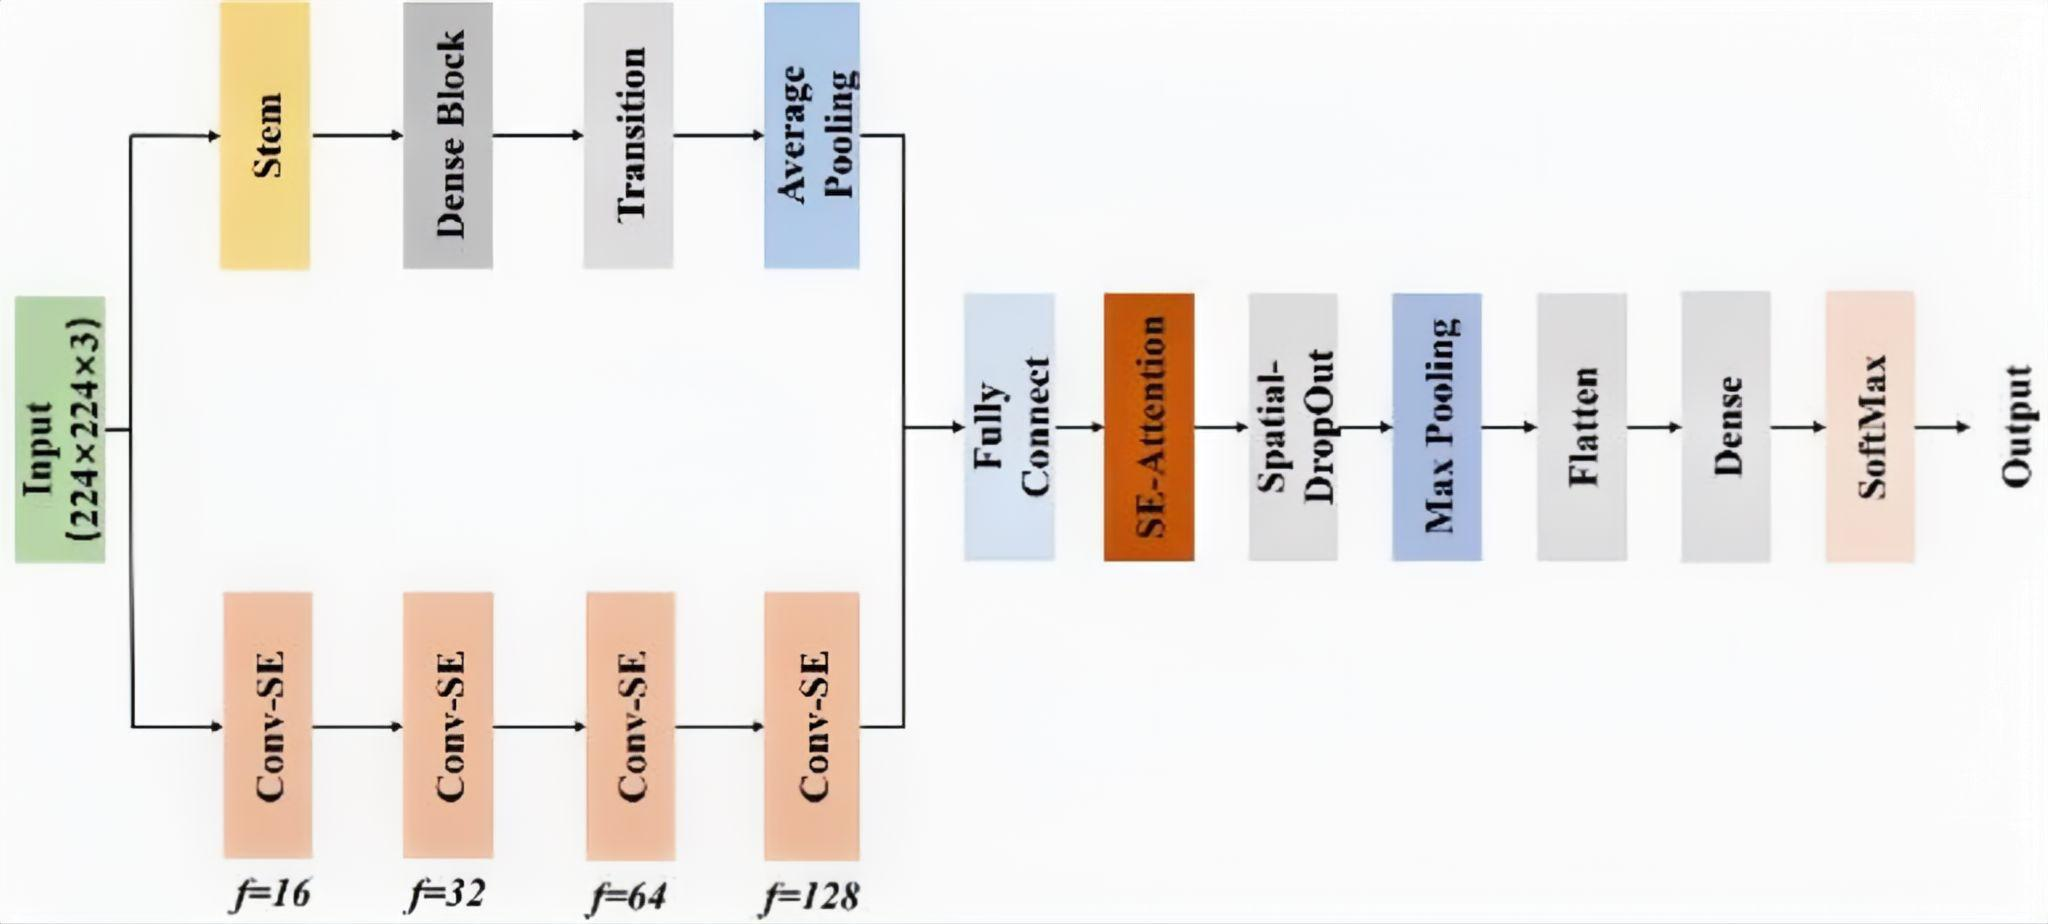 Input
(224×224×3)
Stem
Dense Block
Transition
Average
Pooling
Conv-SE
Conv-SE
Conv-SE
Conv-SE
f=16
f=32
f=64
f=128
Fully
Connect
SE-Attention
Spatial-
DropOut
Max Pooling
Flatten
Dense
SoftMax
Output